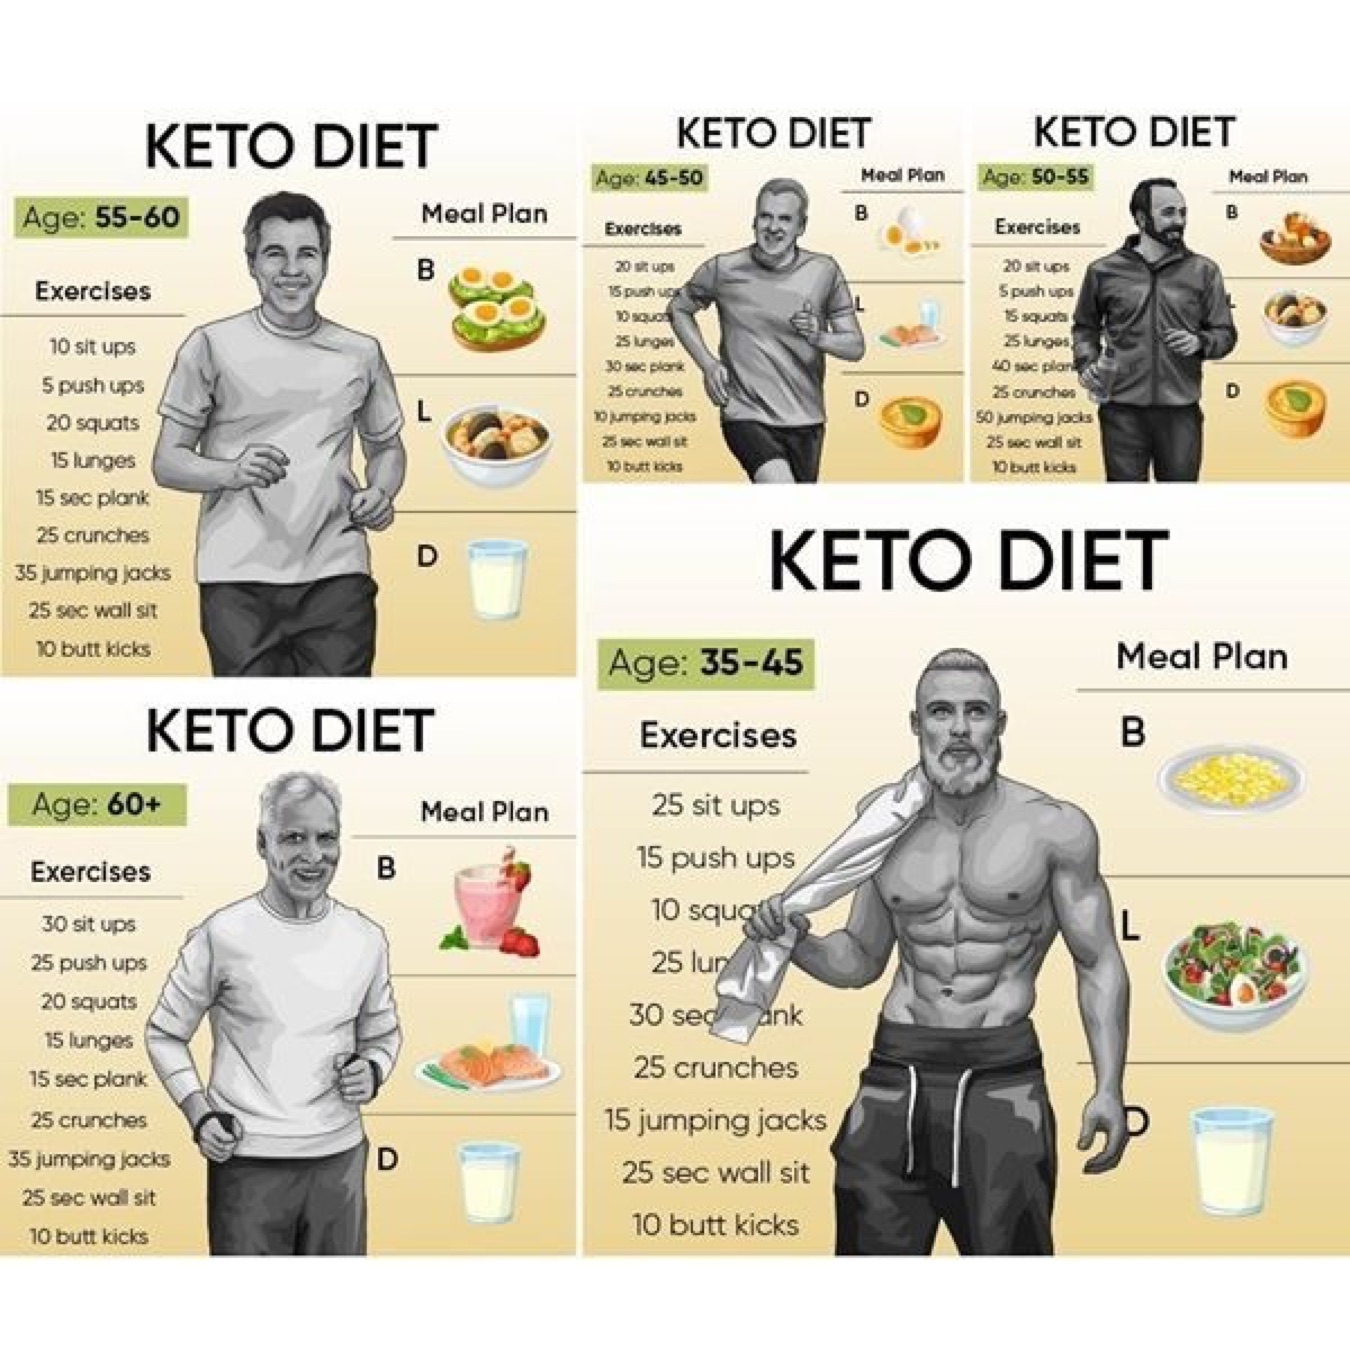 KETO DIET
Age: 55-60
Meal Plan
Exercises
10 sit ups
5 push ups
20 squats
15 lunges
15 sec plank
25 crunches
35 jumping jacks
25 sec wall sit
10 butt kicks
B
L
D
KETO DIET
Age: 45-50
Meal Plan
Exercises
20 sit ups
15 push ups
10 squats
25 lunges
30 sec plank
25 crunches
10 jumping jacks
25 sec wall sit
10 butt kicks
B
L
D
KETO DIET
Age: 50-55
Meal Plan
Exercises
20 sit ups
5 push ups
15 squats
25 lunges
40 sec plan
25 crunches
50 jumping jacks
25 sec wall sit
10 butt kicks
B
L
D
KETO DIET
Age: 60+
Meal Plan
Exercises
30 sit ups
25 push ups
20 squats
15 lunges
15 sec plank
25 crunches
35 jumping jacks
25 sec wall sit
10 butt kicks
B
D
KETO DIET
Age: 35-45
Meal Plan
Exercises
25 sit ups
15 push ups
10 squa
25 lun
30 sec ank
25 crunches
15 jumping jacks
25 sec wall sit
10 butt kicks
B
L
D